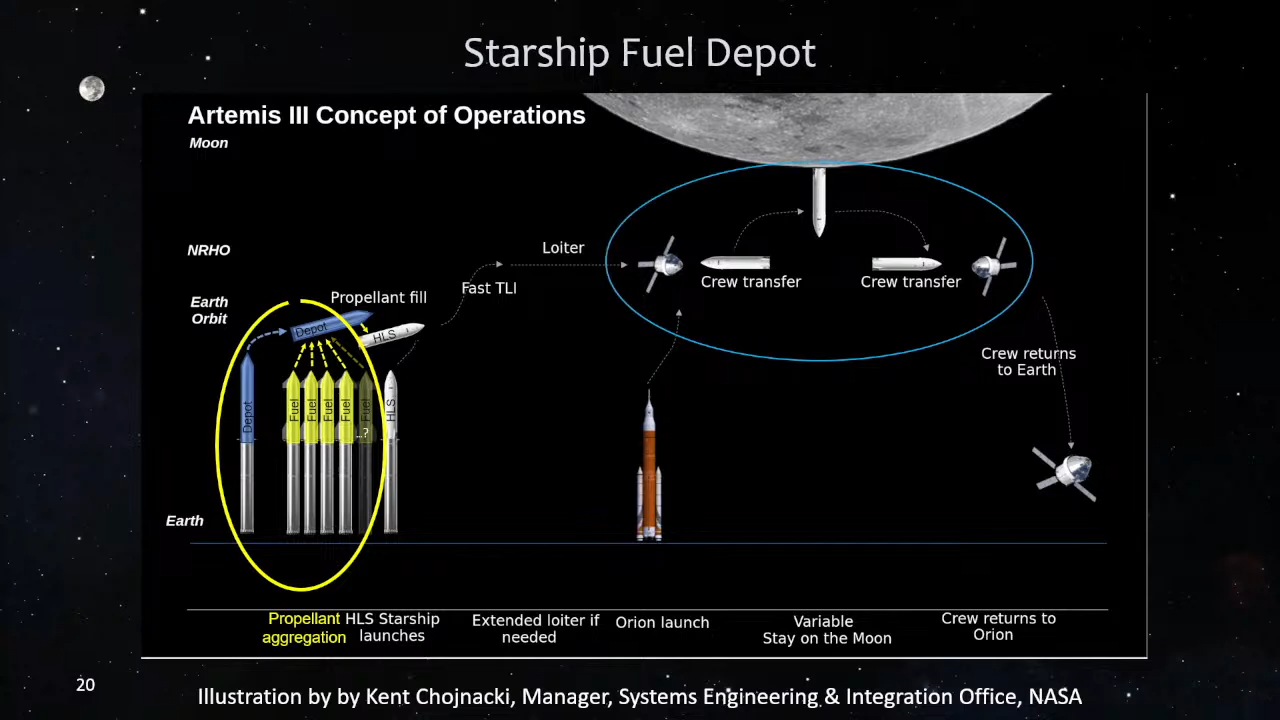 Starship Fuel Depot
Artemis III Concept of Operations
Moon
NRHO
Earth
Orbit
Earth
Propellant fill
Depot
HLS
Depot
Fuel
Fuel
Fuel
Fuel
Fuel
...?
HLS
Fast TLI
Loiter
Crew transfer
Crew transfer
Crew returns
to Earth
Propellant
aggregation
HLS Starship
launches
Extended loiter if
needed
Orion launch
Variable
Stay on the Moon
Crew returns to
Orion
20
Illustration by by Kent Chojnacki, Manager, Systems Engineering & Integration Office, NASA